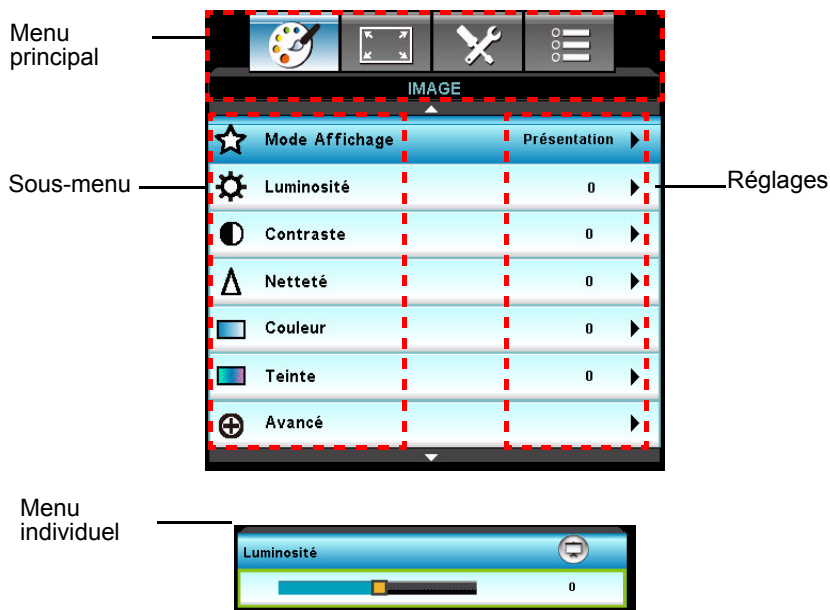 Menu
principal
IMAGE
Mode Affichage Présentation
Sous-menu
Luminosité 0
Réglages
Contraste 0
Netteté 0
Couleur 0
Teinte 0
Avancé
Menu
individuel
Luminosité
0